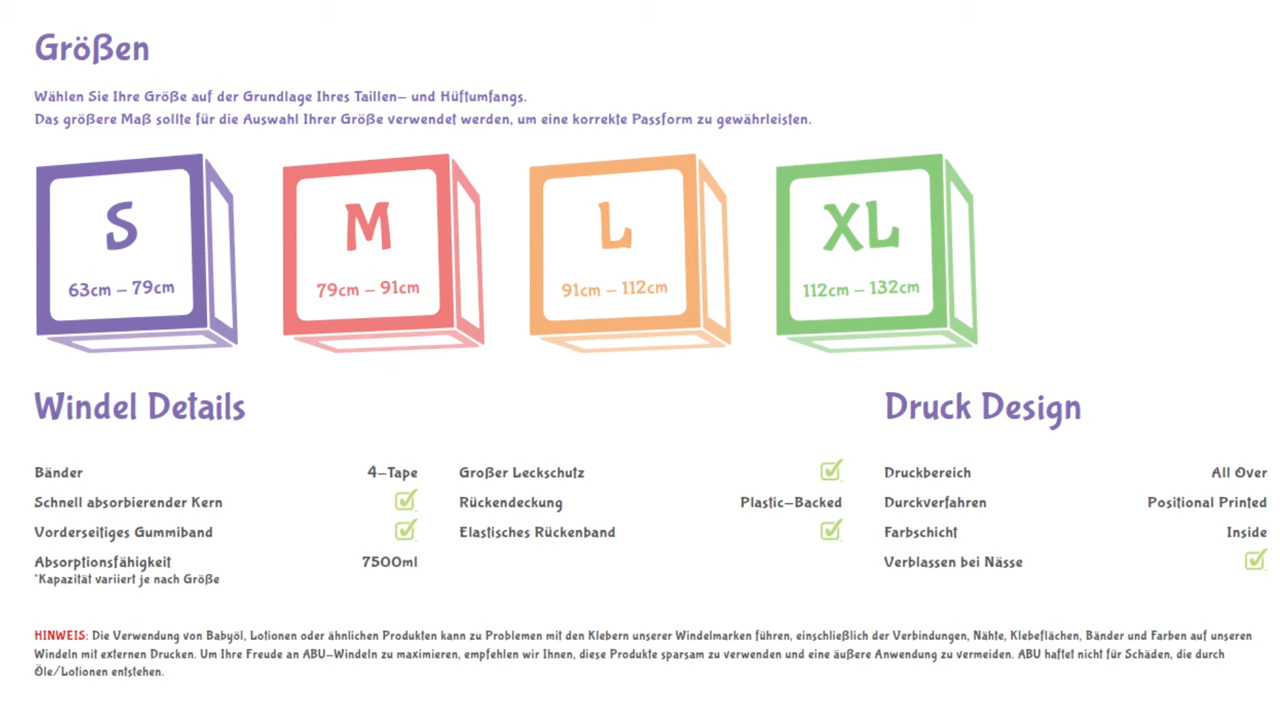 Größen
Wählen Sie Ihre Größe auf der Grundlage Ihres Taillen- und Hüftumfangs.
Das größere Maß sollte für die Auswahl Ihrer Größe verwendet werden, um eine korrekte Passform zu gewährleisten.
S
63cm - 79cm
M
79cm - 91cm
L
91cm - 112cm
XL
112cm - 132cm
Windel Details
Bänder 4-Tape
Schnell absorbierender Kern
Vorderseitiges Gummiband
Absorptionsfähigkeit 7500ml
*Kapazität variiert je nach Größe
Großer Leckschutz
Rückendeckung Plastic-Backed
Elastisches Rückenband
Druck Design
Druckbereich All Over
Durckverfahren Positional Printed
Farbschicht Inside
Verblassen bei Nässe
HINWEIS: Die Verwendung von Babyöl, Lotionen oder ähnlichen Produkten kann zu Problemen mit den Klebern unserer Windelmarken führen, einschließlich der Verbindungen, Nähte, Klebeflächen, Bänder und Farben auf unseren
Windeln mit externen Drucken. Um Ihre Freude an ABU-Windeln zu maximieren, empfehlen wir Ihnen, diese Produkte sparsam zu verwenden und eine äußere Anwendung zu vermeiden. ABU haftet nicht für Schäden, die durch
Öle/Lotionen entstehen.